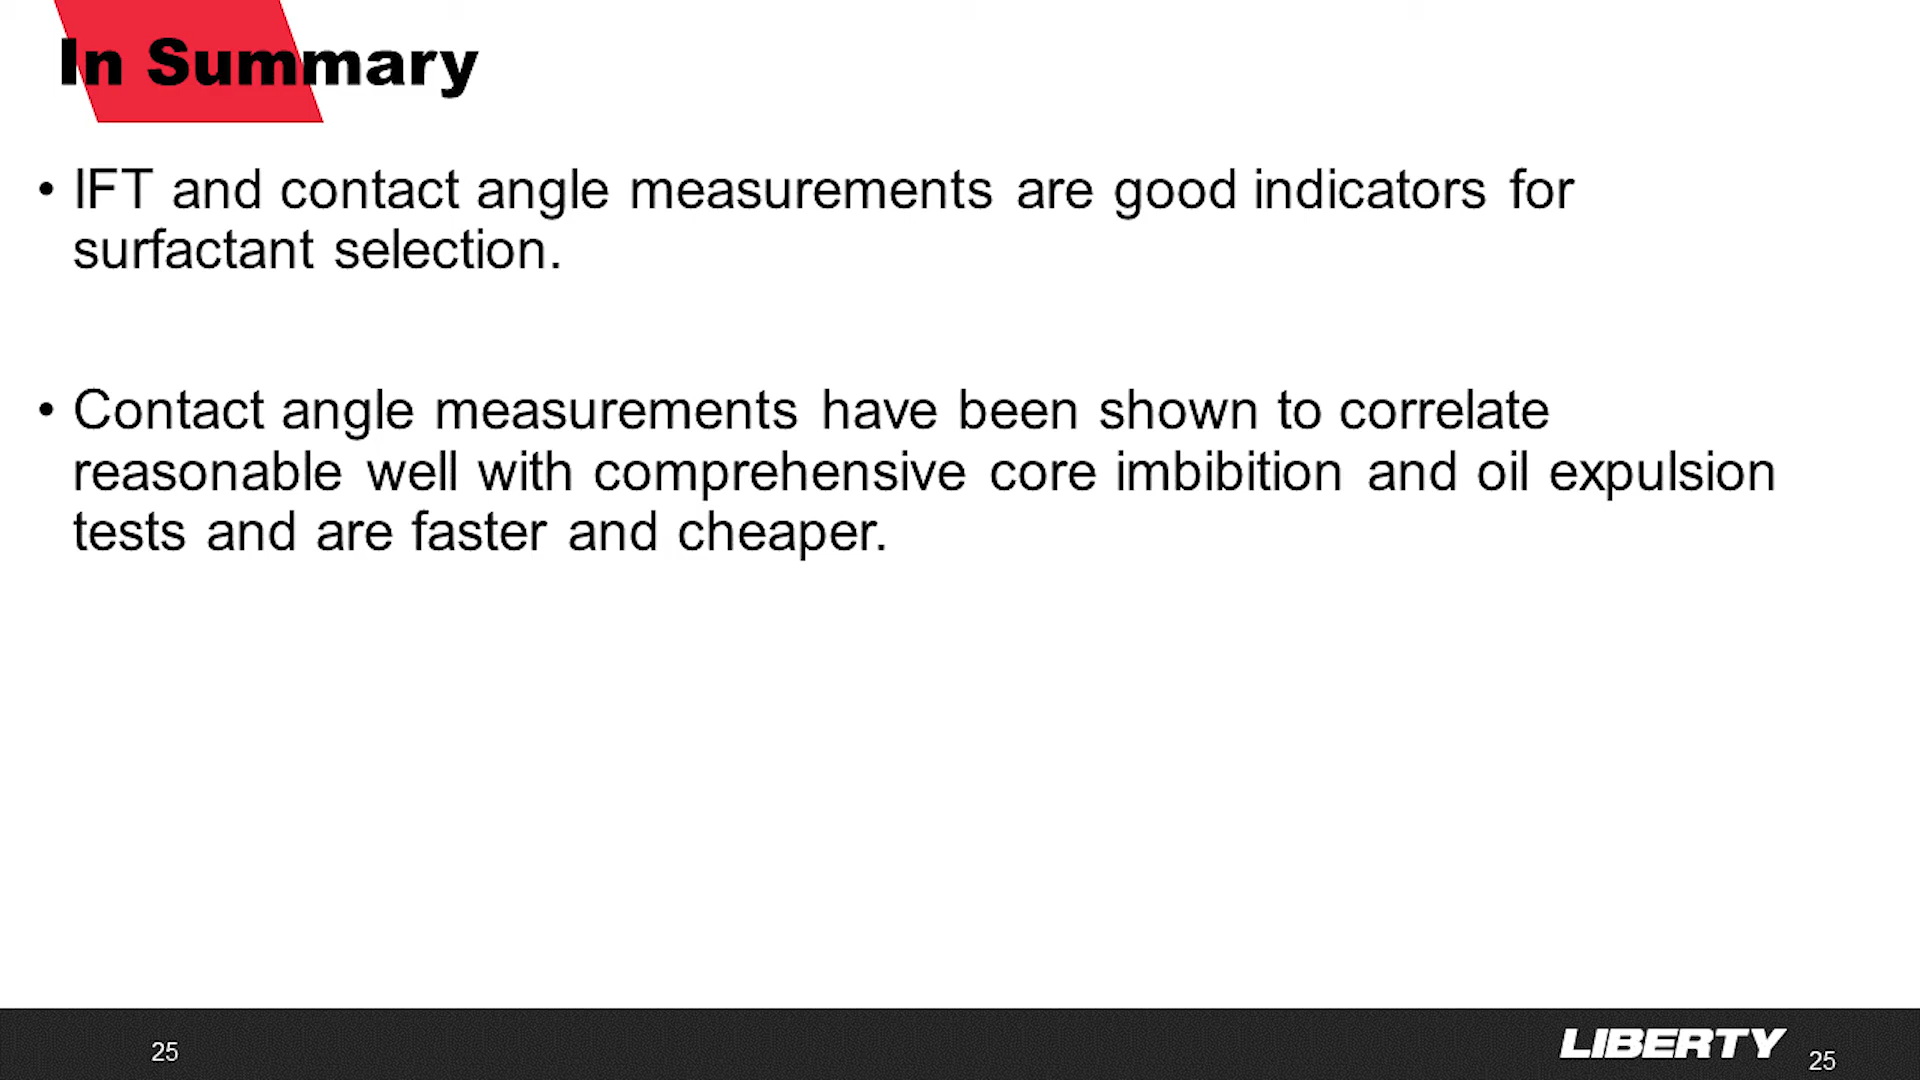 In Summary
• IFT and contact angle measurements are good indicators for
surfactant selection.
• Contact angle measurements have been shown to correlate
reasonable well with comprehensive core imbibition and oil expulsion
tests and are faster and cheaper.
25
LIBERTY
25